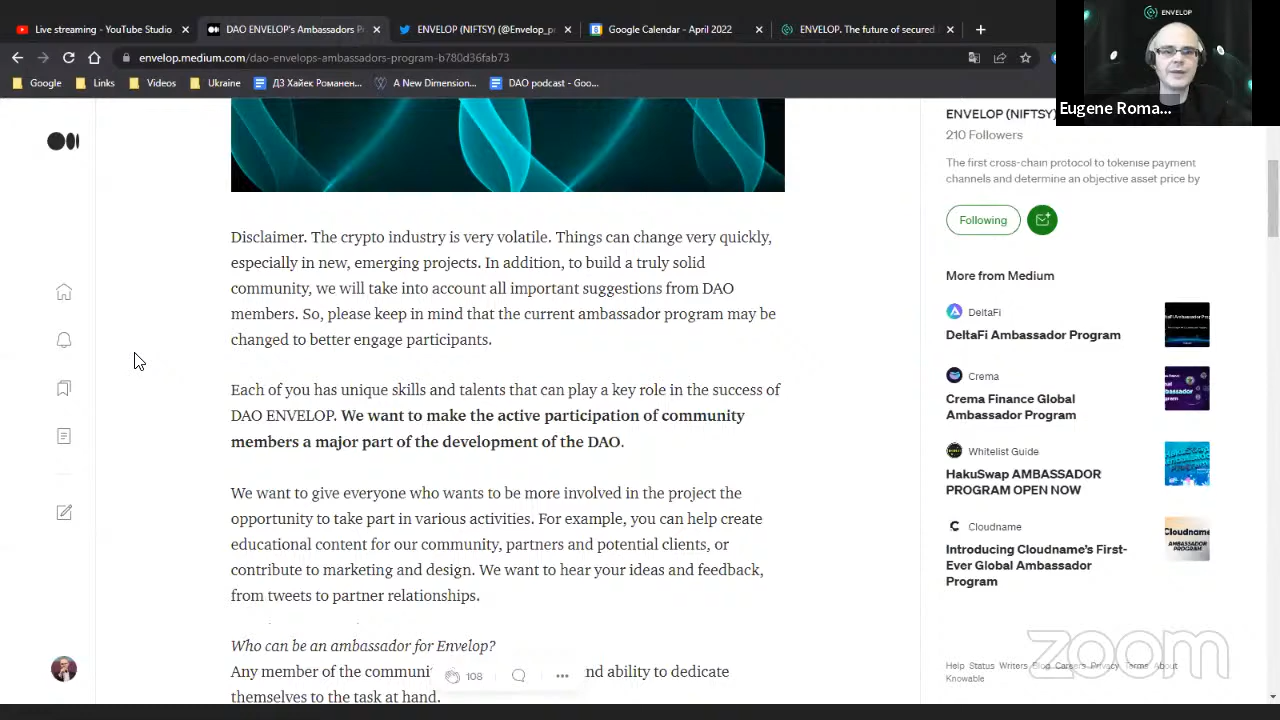 Live streaming - YouTube Studio
DAO ENVELOP's Ambassors P
ENVELOP (NIFTSY) (@Envelop_p
Google Calendar - April 2022
ENVELOP. The future of secured
envelop.medium.com/dao-envelops-ambassadors-program-b780d36fab73
Google
Links
Videos
Ukraine
ДЗ Хайек Романен...
A New Dimension...
DAO podcast - Goo...
ENVELOP
Eugene Roma...
Disclaimer. The crypto industry is very volatile. Things can change very quickly,
especially in new, emerging projects. In addition, to build a truly solid
community, we will take into account all important suggestions from DAO
members. So, please keep in mind that the current ambassador program may be
changed to better engage participants.
Each of you has unique skills and talents that can play a key role in the success of
DAO ENVELOP. We want to make the active participation of community
members a major part of the development of the DAO.
We want to give everyone who wants to be more involved in the project the
opportunity to take part in various activities. For example, you can help create
educational content for our community, partners and potential clients, or
contribute to marketing and design. We want to hear your ideas and feedback,
from tweets to partner relationships.
Who can be an ambassador for Envelop?
Any member of the communi nd ability to dedicate
themselves to the task at hand.
108
ENVELOP (NIFTSY)
210 Followers
The first cross-chain protocol to tokenise payment
channels and determine an objective asset price by
Following
More from Medium
DeltaFi
DeltaFi Ambassador Program
Crema
Crema Finance Global
Ambassador Program
Whitelist Guide
HakuSwap AMBASSADOR
PROGRAM OPEN NOW
Cloudname
Introducing Cloudname's First-
Ever Global Ambassador
Program
Cloudname
AMBASSADOR
PROGRAM
Help Status Writers Blog Careers Privacy Terms About
Knowable
zoom